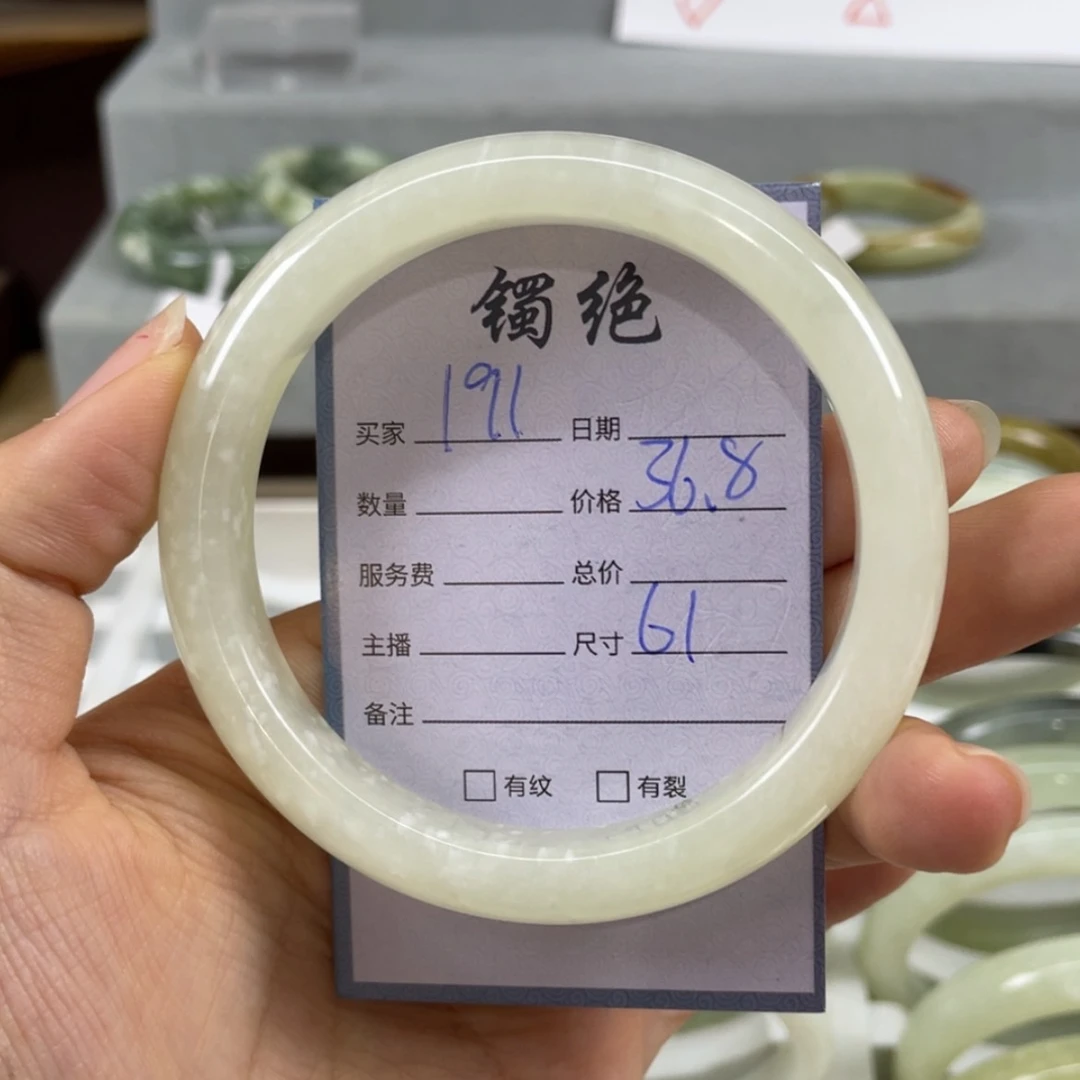 镯绝
买家 1911 日期
数量 价格 36.8
服务费 总价
主播 尺寸 61
备注
□有纹 □有裂